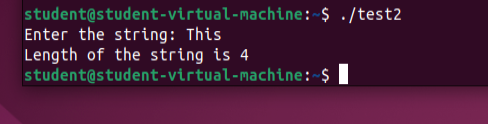 student@student-virtual-machine:~$ ./test2
Enter the string: This
Length of the string is 4
student@student-virtual-machine:~$